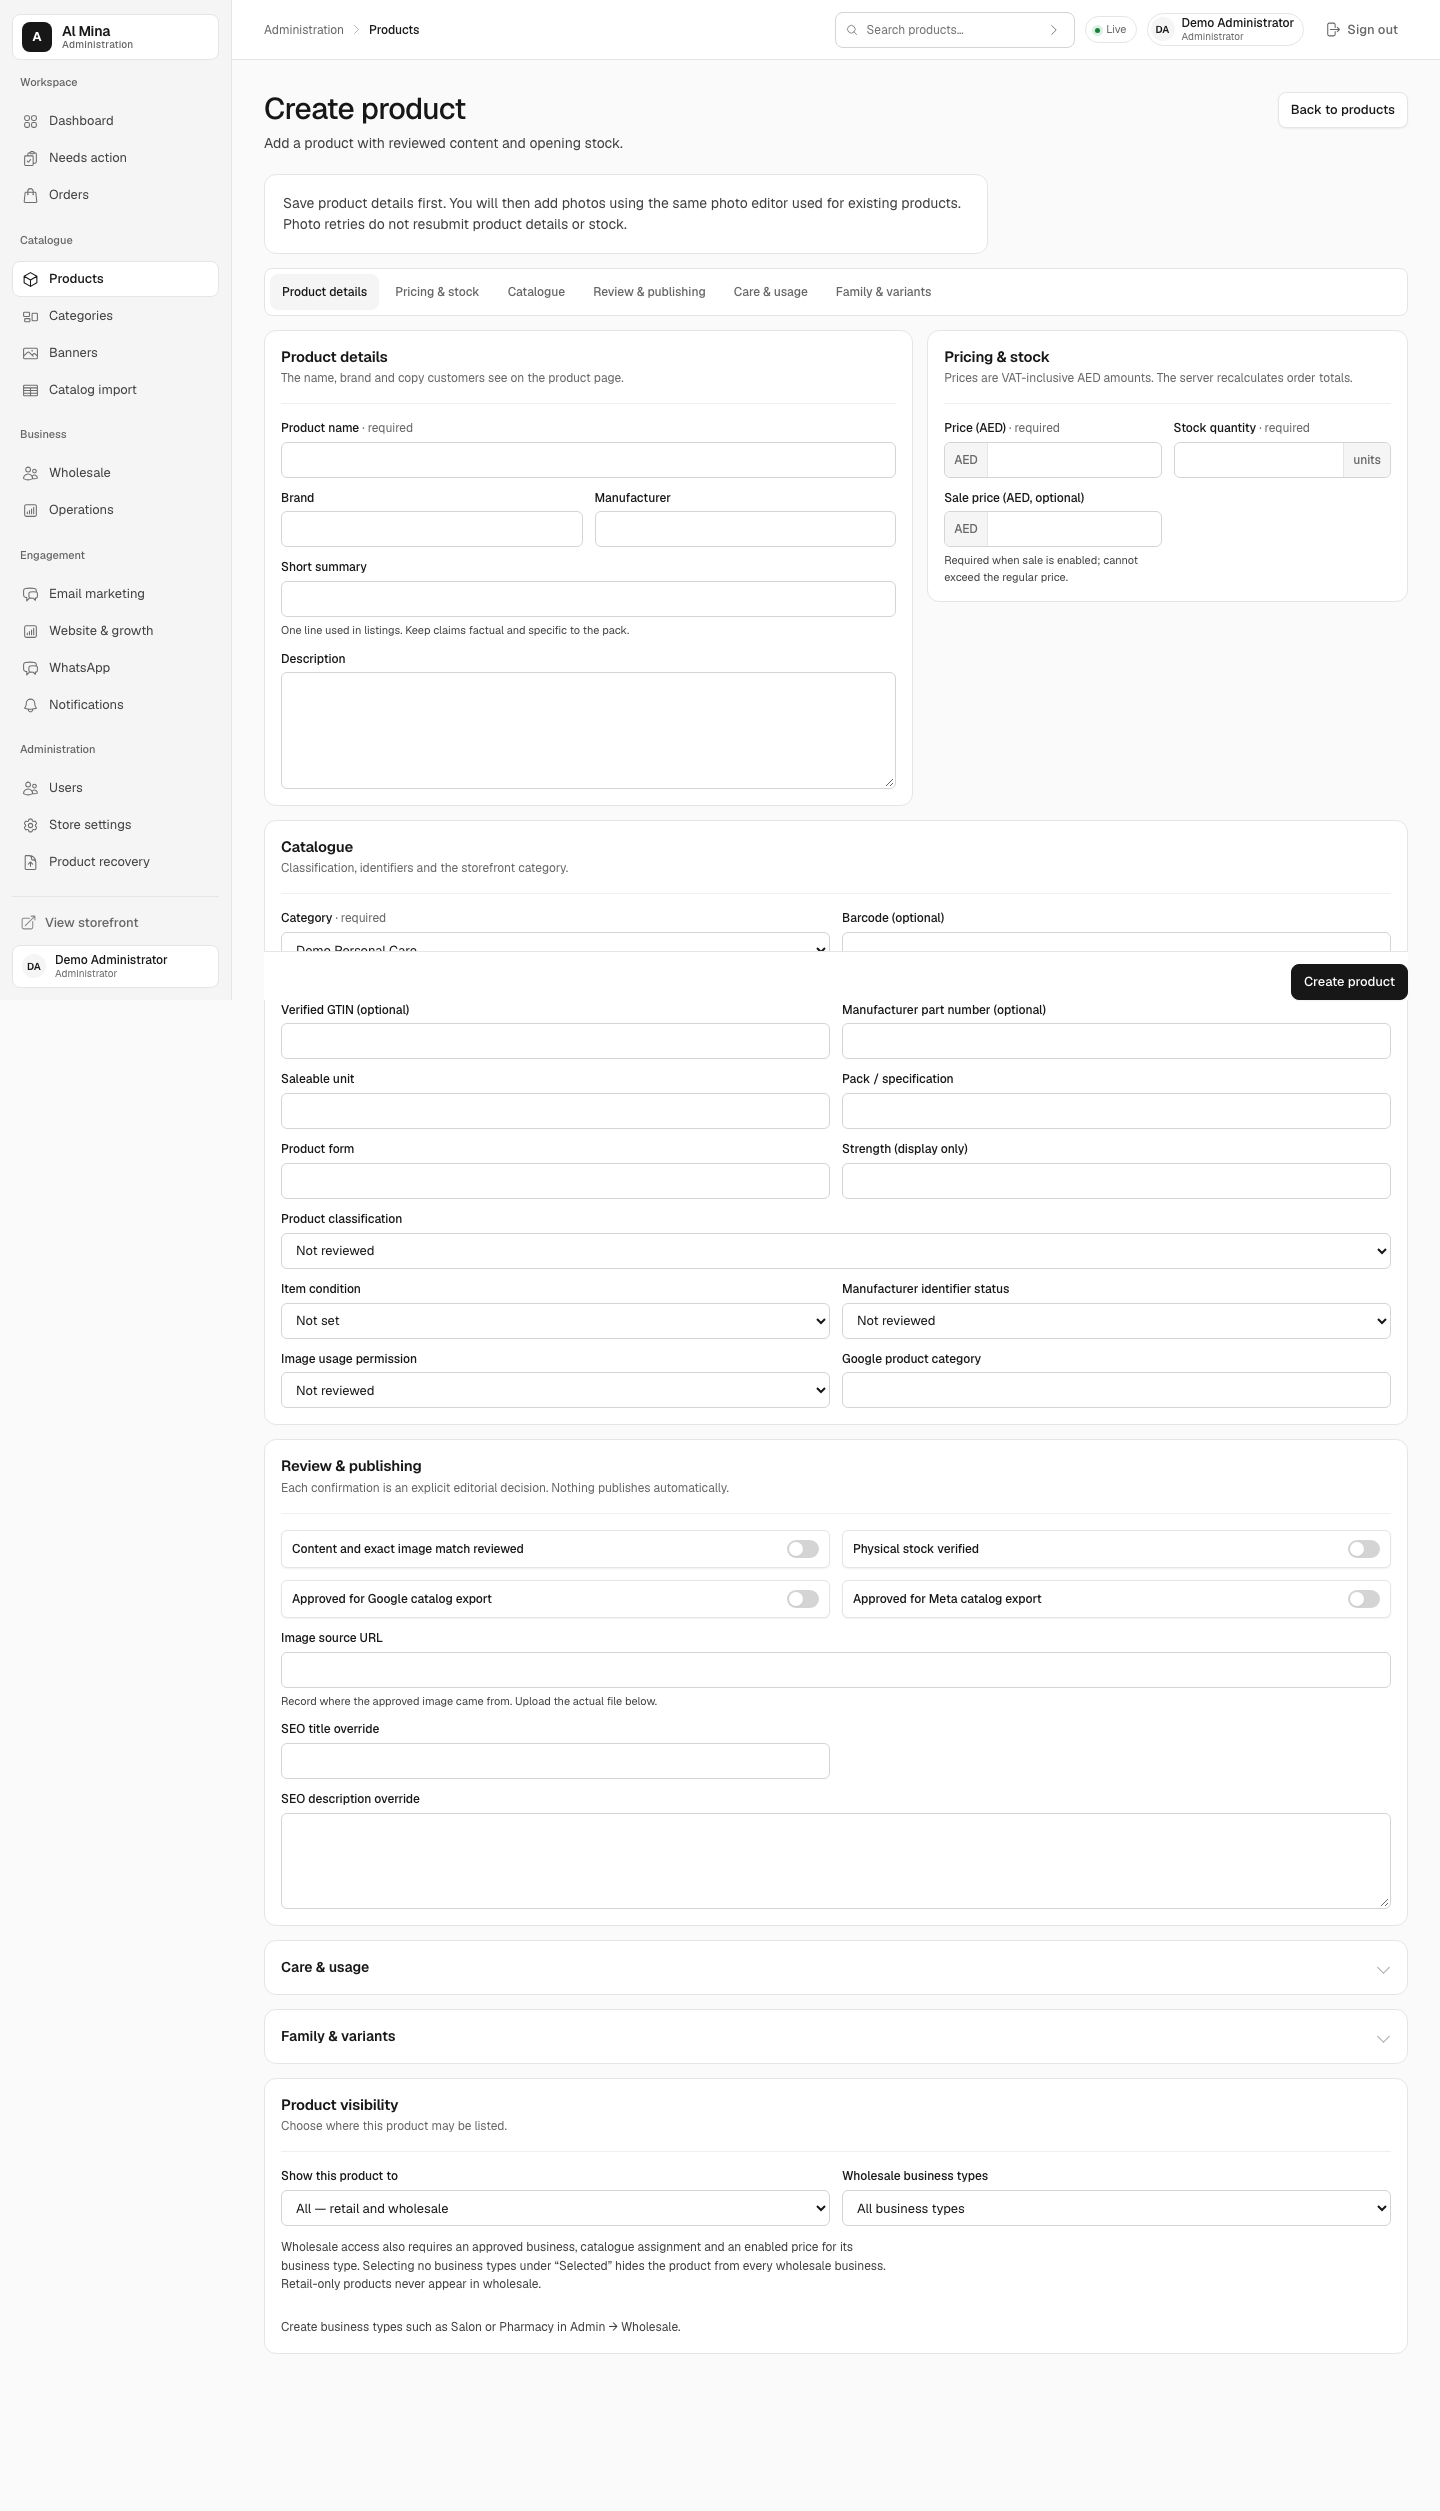 A
Al Mina
Administration
Workspace
Dashboard
Needs action
Orders
Catalogue
Products
Categories
Banners
Catalog import
Business
Wholesale
Operations
Engagement
Email marketing
Website & growth
WhatsApp
Notifications
Administration
Users
Store settings
Product recovery
View storefront
DA
Demo Administrator
Administrator
Administration
Products
Search products...
Live
DA
Demo Administrator
Administrator
Sign out
Create product
Back to products
Add a product with reviewed content and opening stock.
Save product details first. You will then add photos using the same photo editor used for existing products.
Photo retries do not resubmit product details or stock.
Product details
Pricing & stock
Catalogue
Review & publishing
Care & usage
Family & variants
Product details
The name, brand and copy customers see on the product page.
Product name · required
Brand
Manufacturer
Short summary
One line used in listings. Keep claims factual and specific to the pack.
Description
Pricing & stock
Prices are VAT-inclusive AED amounts. The server recalculates order totals.
Price (AED) · required
Stock quantity · required
AED
units
Sale price (AED, optional)
AED
Required when sale is enabled; cannot
exceed the regular price.
Catalogue
Classification, identifiers and the storefront category.
Category · required
Barcode (optional)
Demo Personal Care
Create product
Verified GTIN (optional)
Manufacturer part number (optional)
Saleable unit
Pack / specification
Product form
Strength (display only)
Product classification
Not reviewed
Item condition
Manufacturer identifier status
Not set
Not reviewed
Image usage permission
Google product category
Not reviewed
Review & publishing
Each confirmation is an explicit editorial decision. Nothing publishes automatically.
Content and exact image match reviewed
Physical stock verified
Approved for Google catalog export
Approved for Meta catalog export
Image source URL
Record where the approved image came from. Upload the actual file below.
SEO title override
SEO description override
Care & usage
Family & variants
Product visibility
Choose where this product may be listed.
Show this product to
Wholesale business types
All — retail and wholesale
All business types
Wholesale access also requires an approved business, catalogue assignment and an enabled price for its
business type. Selecting no business types under “Selected” hides the product from every wholesale business.
Retail-only products never appear in wholesale.
Create business types such as Salon or Pharmacy in Admin → Wholesale.